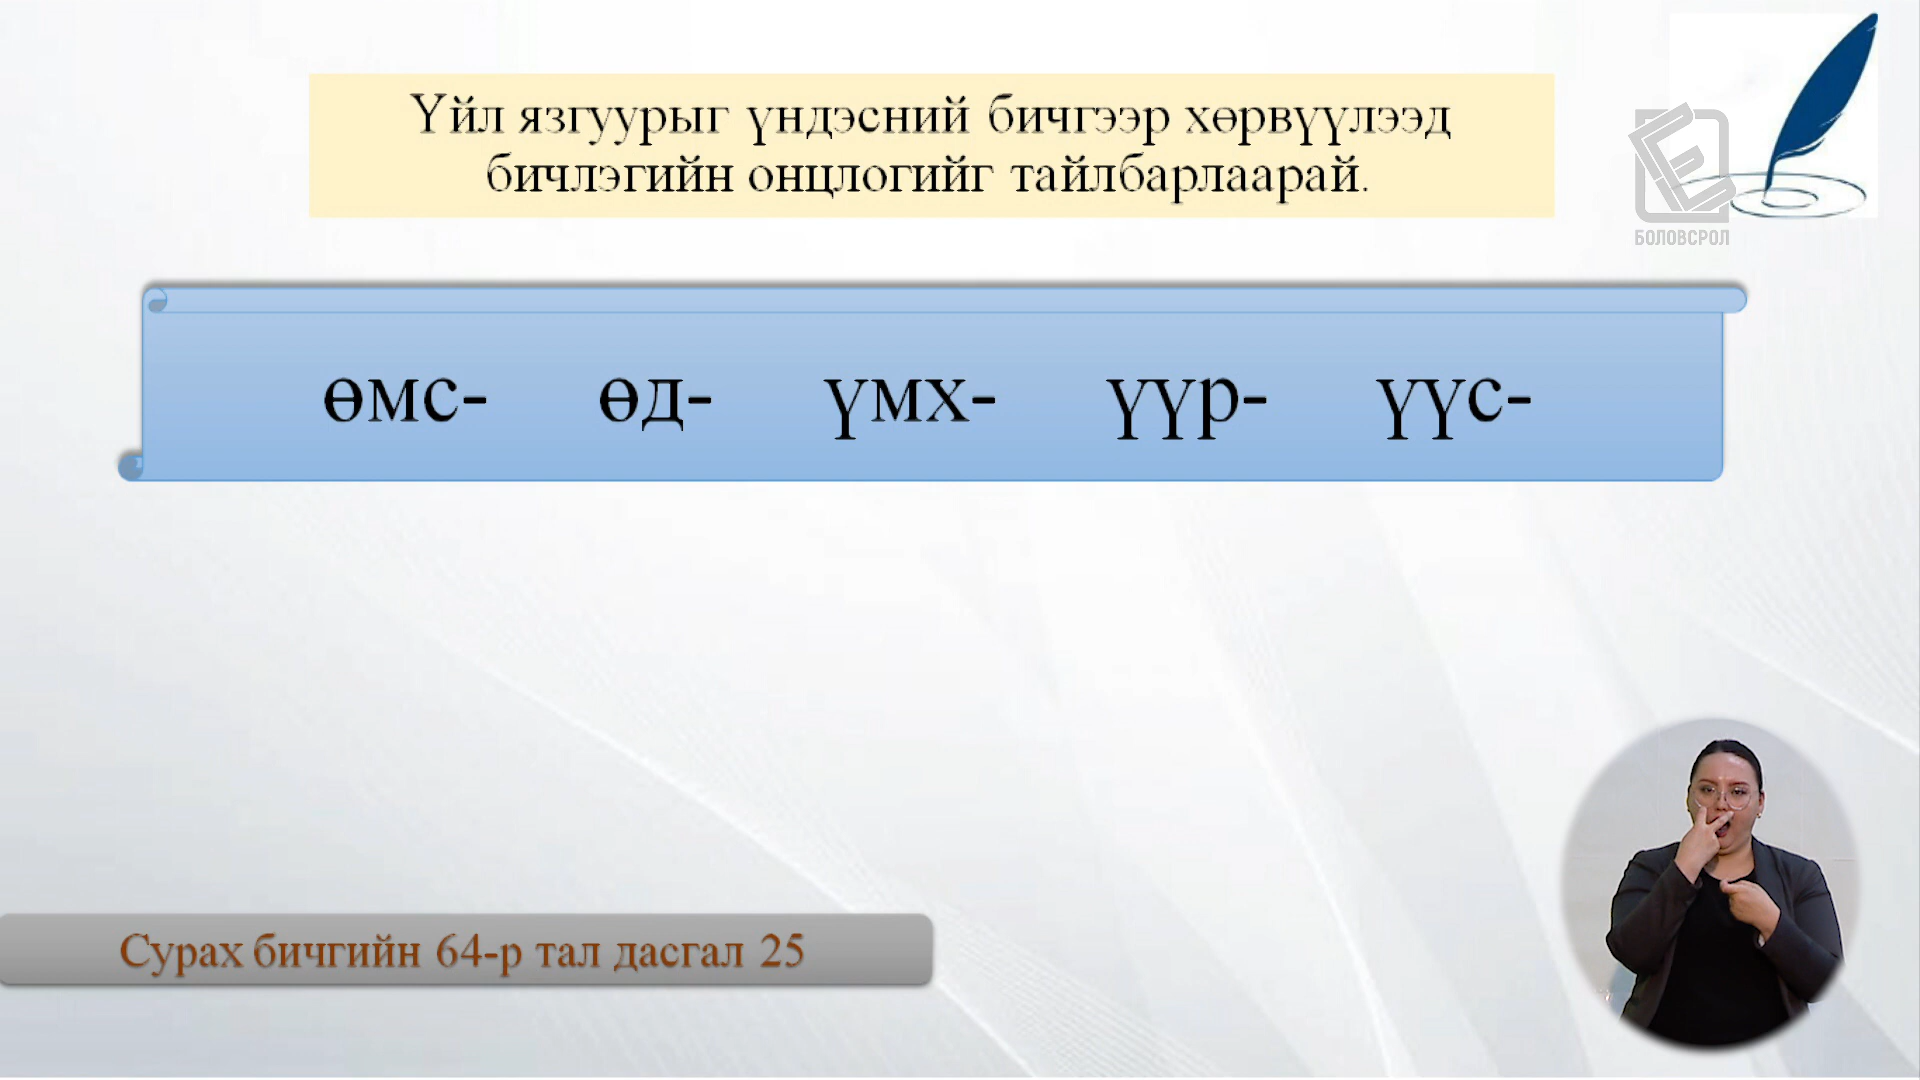 Үйл язгуурыг үндэсний бичгээр хөрвүүлээд
бичлэгийн онцлогийг тайлбарлаарай.
БОЛОВСРОЛ
өмс- өд- үмх- үүр- үүс-
Сурах бичгийн 64-р тал дасгал 25